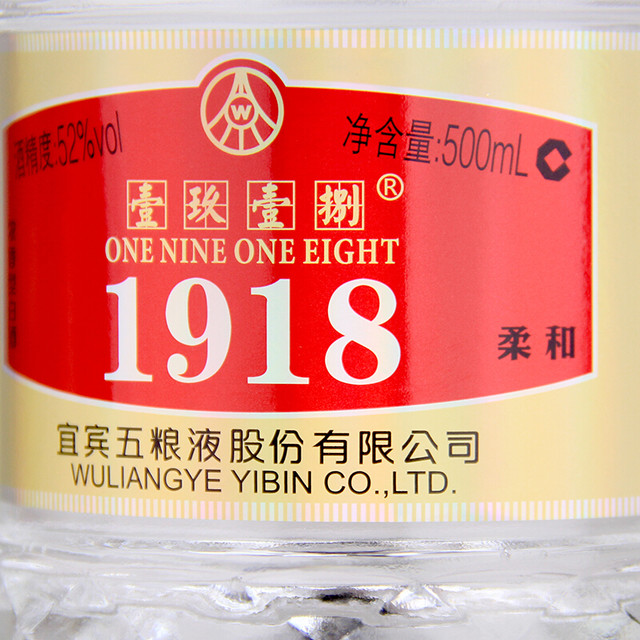 酒精度:52%vol
净含量:500mL
壹玖壹捌®
ONE NINE ONE EIGHT
1918
柔和
宜宾五粮液股份有限公司
WULIANGYE YIBIN CO.,LTD.